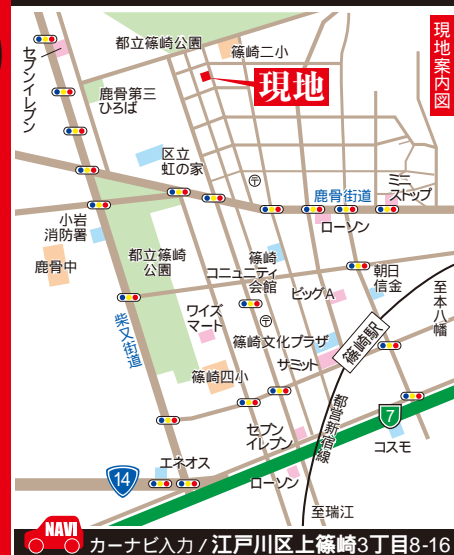 現地案内図
都立篠崎公園
篠崎二小
セブンイレブン
現地
鹿骨第三
ひろば
区立
虹の家
〒
鹿骨街道
ミニ
ストップ
ローソン
小岩
消防署
鹿骨中
都立篠崎
公園
篠崎
コミュニティ
会館
朝日
信金
ビッグA
至本八幡
柴又街道
ワイズ
マート
〒
篠崎文化プラザ
篠崎駅
サミット
篠崎四小
都営新宿線
7
セブン
イレブン
コスモ
エネオス
14
ローソン
至瑞江
NAVI
カーナビ入力/江戸川区上篠崎3丁目8-16